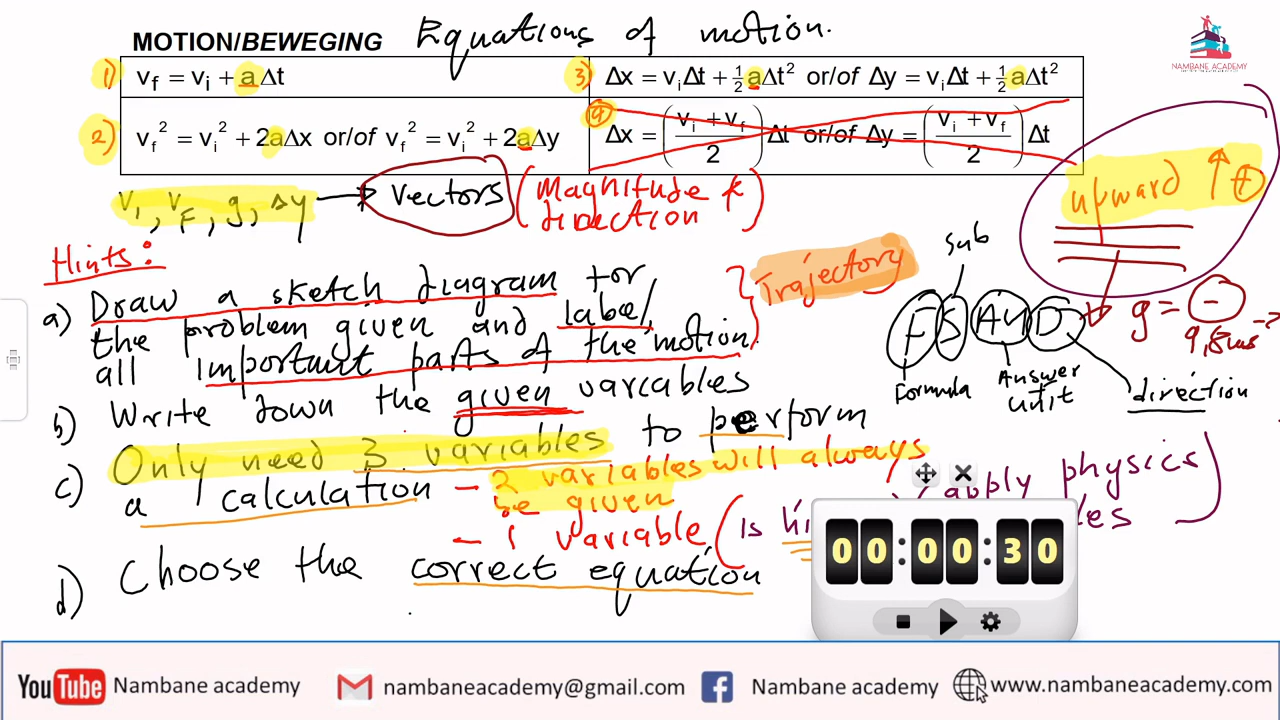 MOTION/BEWEGING Equations of motion.
NAMBANE ACADEMY
1) vf = vi + aΔt
3) Δx = viΔt + ½aΔt² or/of Δy = viΔt + ½aΔt²
2) vf² = vi² + 2aΔx or/of vf² = vi² + 2aΔy
4) Δx = ((vi + vf)/2)Δt or/of Δy = ((vi + vf)/2)Δt
upward ↑ +
vi, vF, g, Δy → Vectors (Magnitude & direction)
Hints:
a) Draw a sketch diagram for
the problem given and label
all important parts of the motion
Trajectory
sub
FSAUD
Formula
Answer unit
direction
g = -
b) Write down the given variables
c) Only need 3 variables to perform
a calculation - 2 variables will always
be given
- 1 variable (is apply physics
d) Choose the correct equation
00:00:30
YouTube Nambane academy
nambaneacademy@gmail.com
Nambane academy
www.nambaneacademy.com